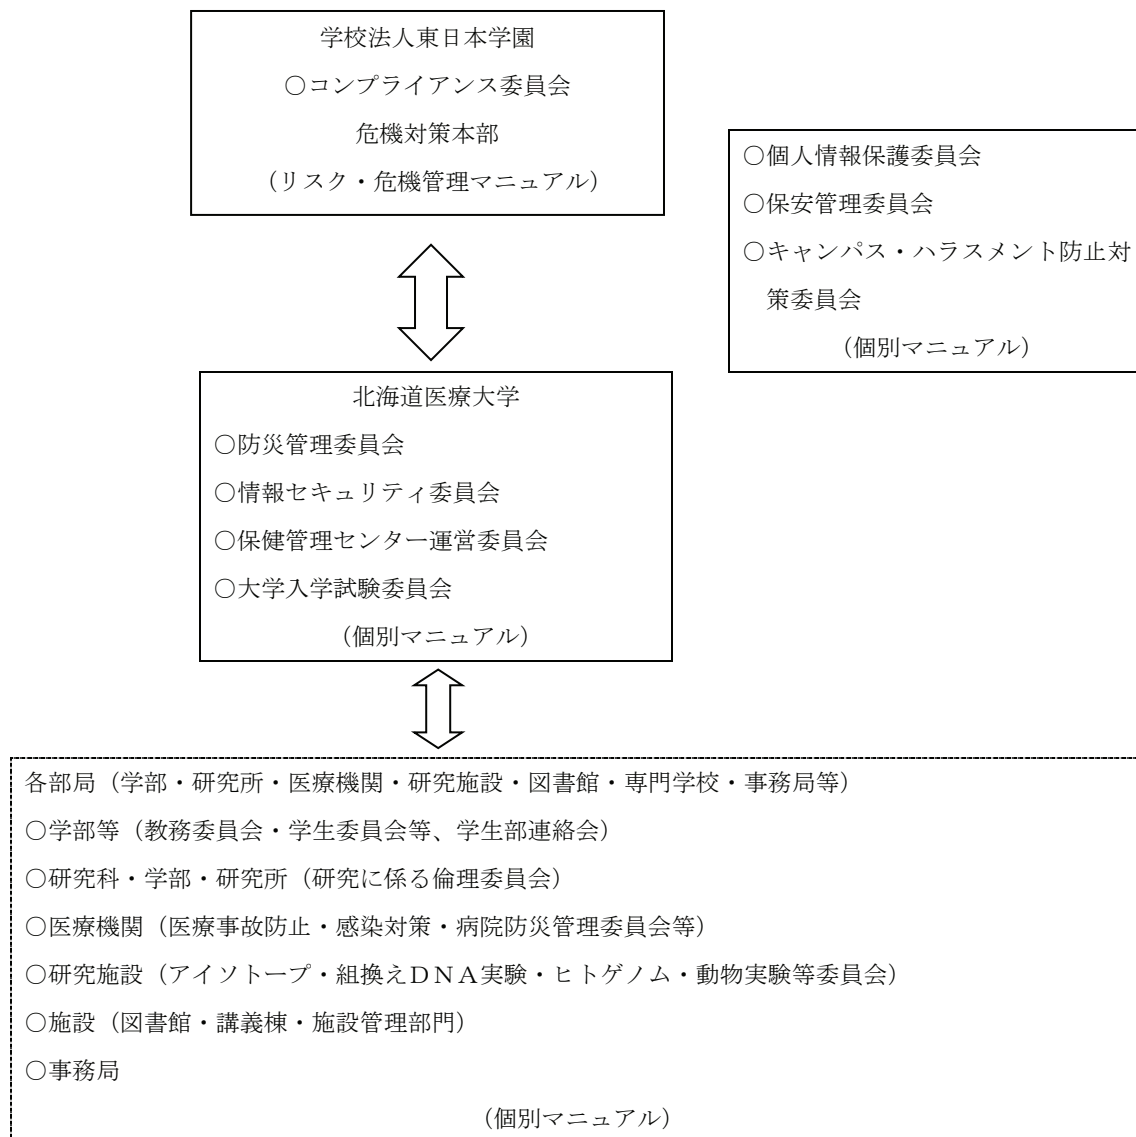 学校法人東日本学園
○コンプライアンス委員会
危機対策本部
（リスク・危機管理マニュアル）
○個人情報保護委員会
○保安管理委員会
○キャンパス・ハラスメント防止対
策委員会
（個別マニュアル）
北海道医療大学
○防災管理委員会
○情報セキュリティ委員会
○保健管理センター運営委員会
○大学入学試験委員会
（個別マニュアル）
各部局（学部・研究所・医療機関・研究施設・図書館・専門学校・事務局等）
○学部等（教務委員会・学生委員会等、学生部連絡会）
○研究科・学部・研究所（研究に係る倫理委員会）
○医療機関（医療事故防止・感染対策・病院防災管理委員会等）
○研究施設（アイソトープ・組換えＤＮＡ実験・ヒトゲノム・動物実験等委員会）
○施設（図書館・講義棟・施設管理部門）
○事務局
（個別マニュアル）